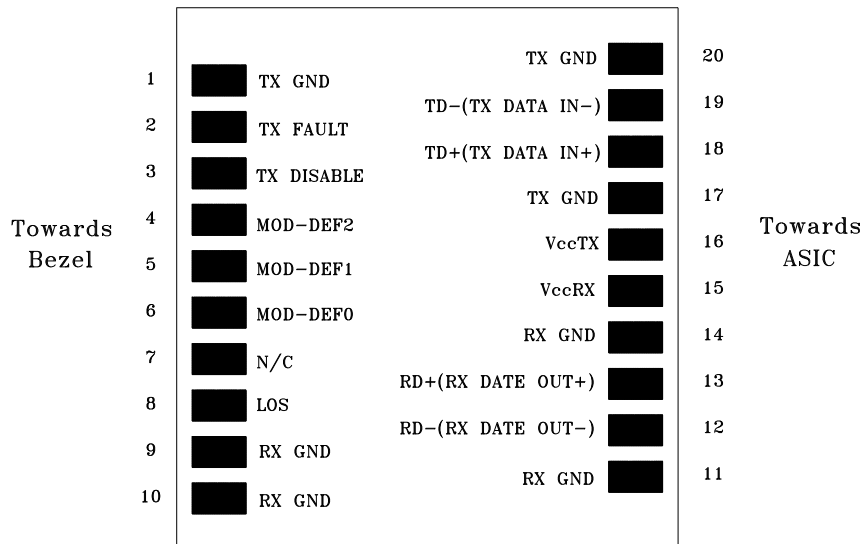 1 TX GND
2 TX FAULT
3 TX DISABLE
4 MOD-DEF2
5 MOD-DEF1
6 MOD-DEF0
7 N/C
8 LOS
9 RX GND
10 RX GND
Towards
Bezel
TX GND 20
TD-(TX DATA IN-) 19
TD+(TX DATA IN+) 18
TX GND 17
VccTX 16
VccRX 15
RX GND 14
RD+(RX DATE OUT+) 13
RD-(RX DATE OUT-) 12
RX GND 11
Towards
ASIC